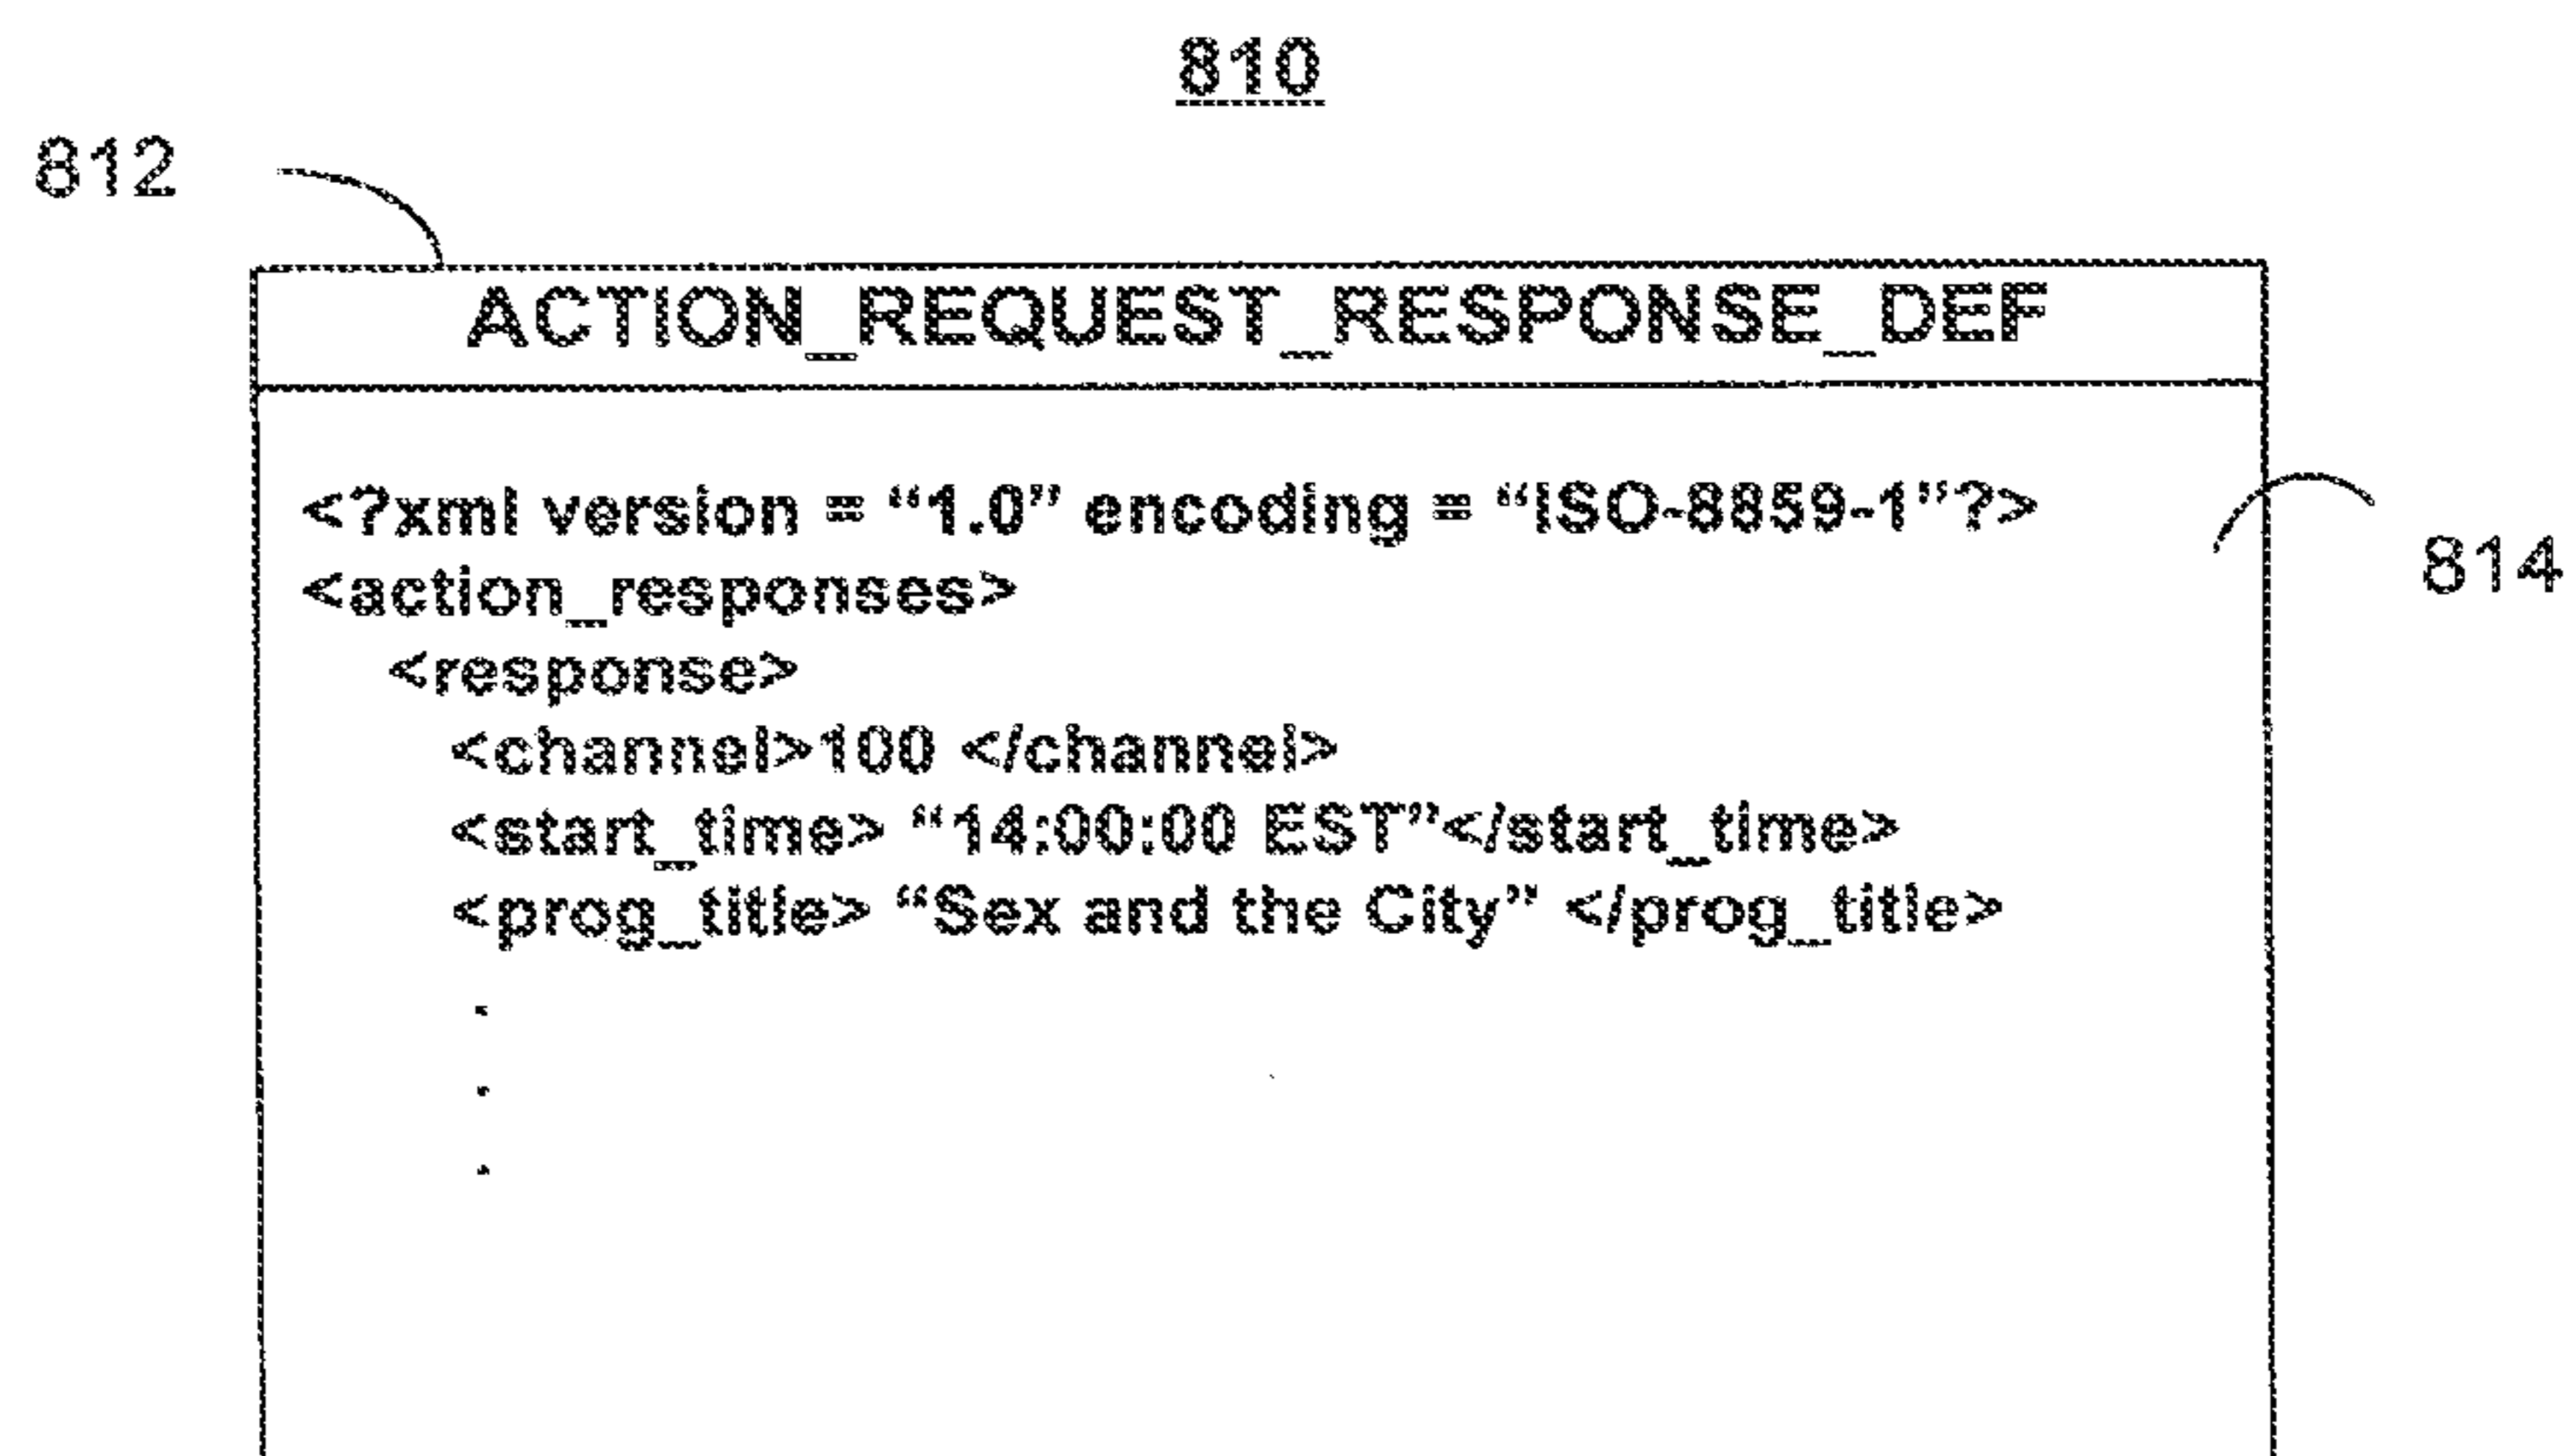 810
812
ACTION_REQUEST_RESPONSE_DEF
<?xml version = “1.0” encoding = “ISO-8859-1”?>
<action_responses>
<response>
814
<channel>100 </channel>
<start_time> “14:00:00 EST”</start_time>
<prog_title> “Sex and the City” </prog_title>
.
.
.